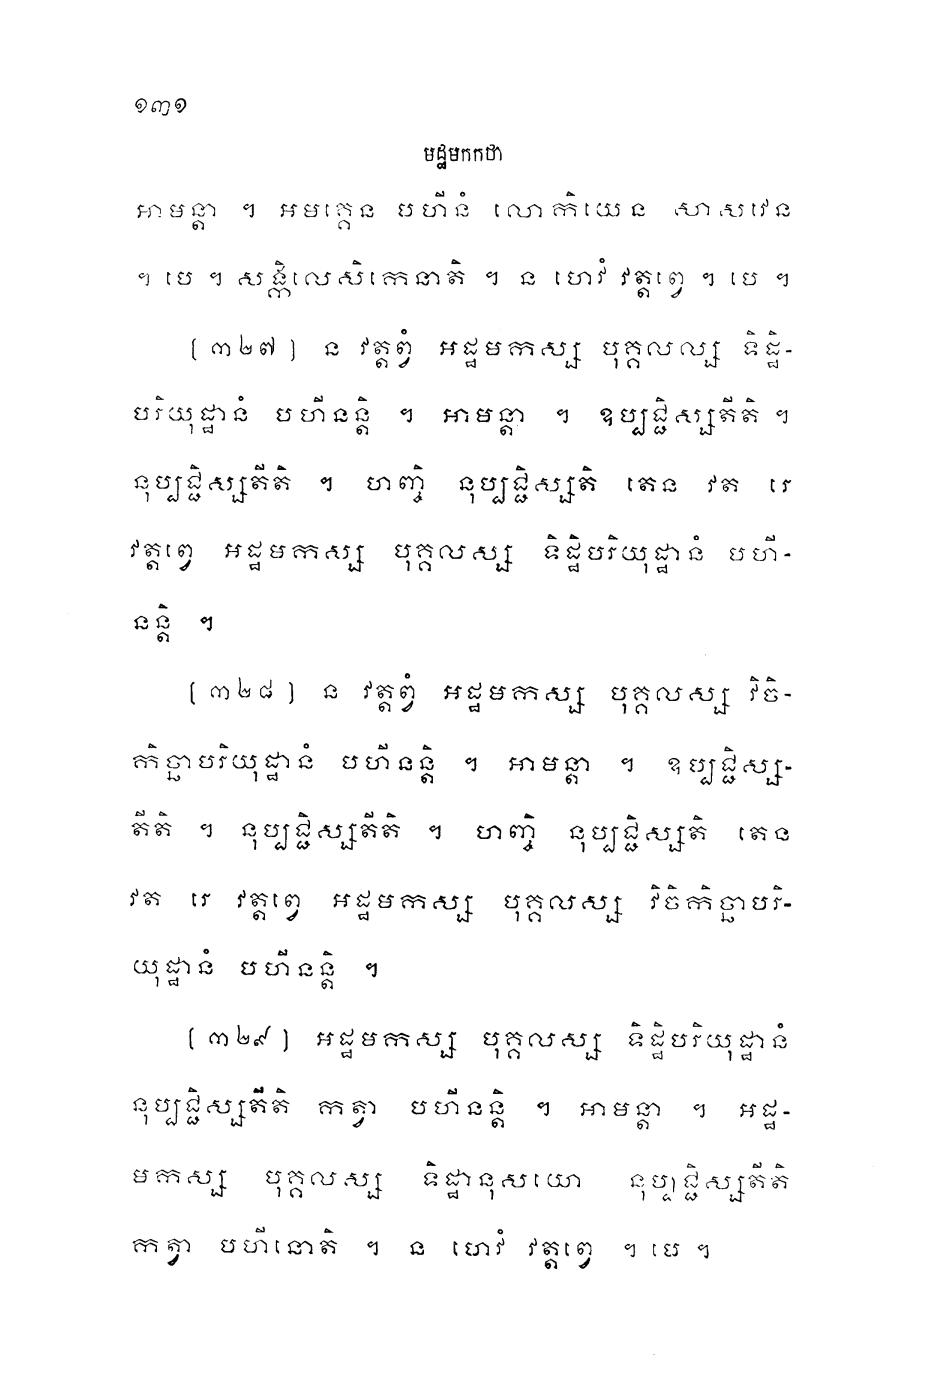 ១៣១
មដ្ឋមកកថា
អាមន្តា ។ អមគ្គេន បហីនំ លោកិយេន សាសវេន
។ បេ ។ សង្កិលេសិកេនាតិ ។ ន ហេវំ វត្តព្វេ ។ បេ ។
[ ៣២៧ ] ន វត្តព្វំ អដ្ឋមកស្ស បុគ្គលល្ស ទិដ្ឋិ-
បរិយុដ្ឋានំ បហីនន្តិ ។ អាមន្តា ។ ឧប្បជ្ជិស្សតីតិ ។
នុប្បជ្ជិស្សតីតិ ។ ហញ្ចិ នុប្បជ្ជិស្សតិ តេន វត រេ
វត្តព្វេ អដ្ឋមកស្ស បុគ្គលស្ស ទិដ្ឋិបរិយុដ្ឋានំ បហី-
នន្តិ ។
[ ៣២៨ ] ន វត្តព្វំ អដ្ឋមកស្ស បុគ្គលស្ស វិចិ-
កិច្ឆាបរិយុដ្ឋានំ បហីនន្តិ ។ អាមន្តា ។ ឧប្បជ្ជិស្ស-
តីតិ ។ នុប្បជ្ជិស្សតីតិ ។ ហញ្ចិ នុប្បជ្ជិស្សតិ តេន
វត រេ វត្តព្វេ អដ្ឋមកស្ស បុគ្គលស្ស វិចិកិច្ឆាបរិ-
យុដ្ឋានំ បហីនន្តិ ។
[ ៣២៩ ] អដ្ឋមកស្ស បុគ្គលស្ស ទិដ្ឋិបរិយុដ្ឋានំ
នុប្បជ្ជិស្សតីតិ កត្វា បហីនន្តិ ។ អាមន្តា ។ អដ្ឋ-
មកស្ស បុគ្គលស្ស ទិដ្ឋានុសយោ នុប្បជ្ជិស្សតីតិ
កត្វា បហីនោតិ ។ ន ហេវំ វត្តព្វេ ។ បេ ។